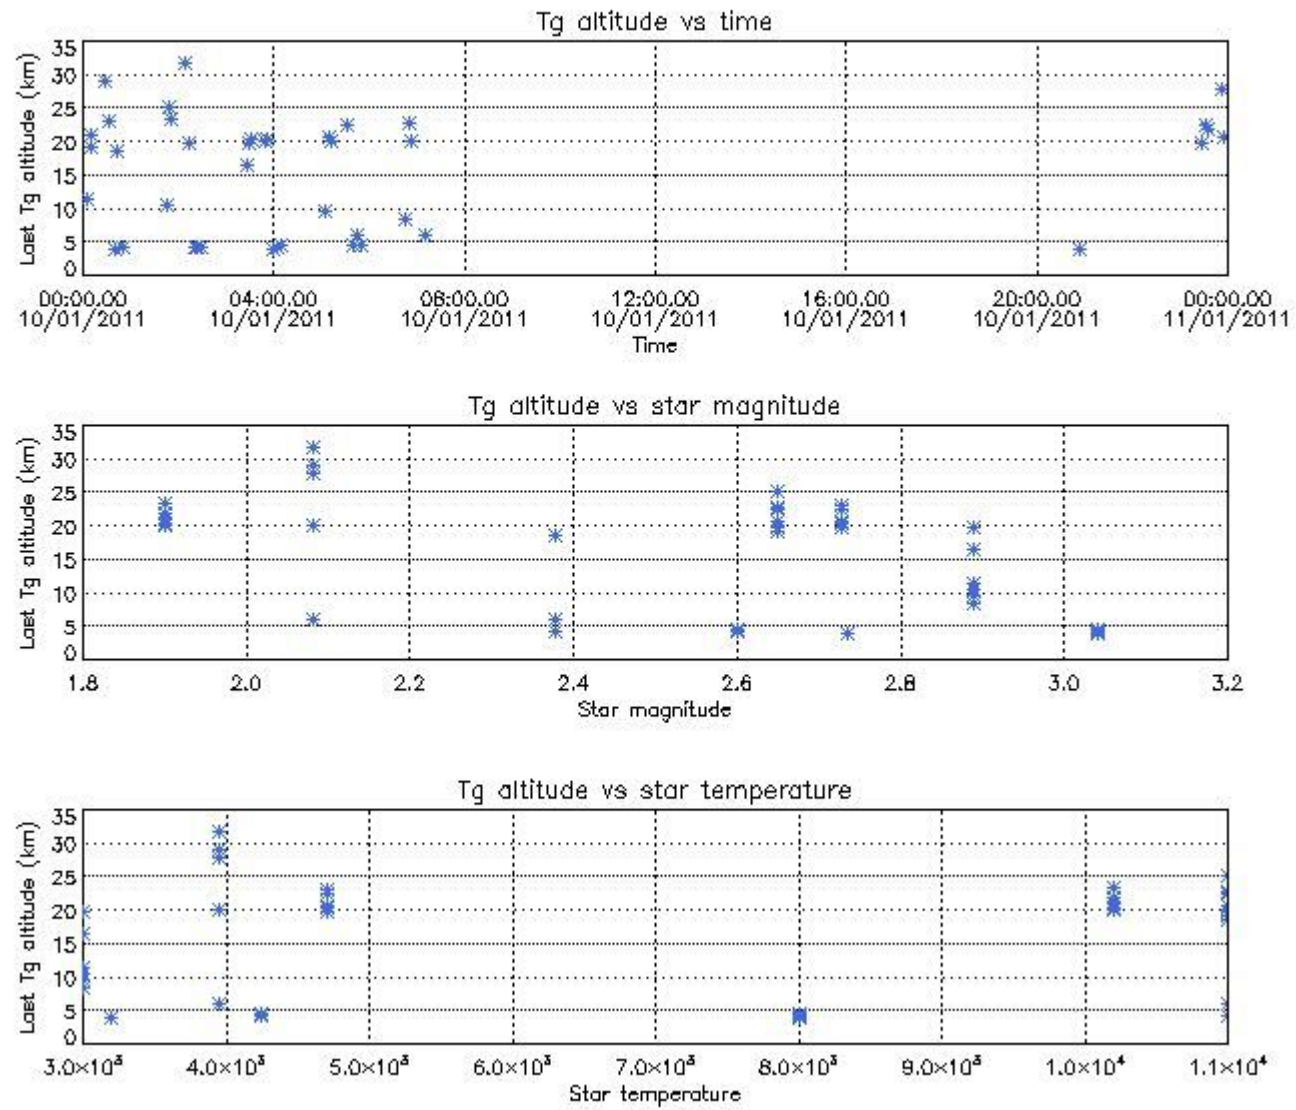 Tg altitude vs time
Last Tg altitude (km)
35
30
25
20
15
10
5
0
00:00.00 04:00.00 08:00.00 12:00.00 16:00.00 20:00.00 00:00.00
10/01/2011 10/01/2011 10/01/2011 10/01/2011 10/01/2011 10/01/2011 11/01/2011
Time
Tg altitude vs star magnitude
Last Tg altitude (km)
35
30
25
20
15
10
5
0
1.8 2.0 2.2 2.4 2.6 2.8 3.0 3.2
Star magnitude
Tg altitude vs star temperature
Last Tg altitude (km)
35
30
25
20
15
10
5
0
3.0×10³ 4.0×10³ 5.0×10³ 6.0×10³ 7.0×10³ 8.0×10³ 9.0×10³ 1.0×10⁴ 1.1×10⁴
Star temperature